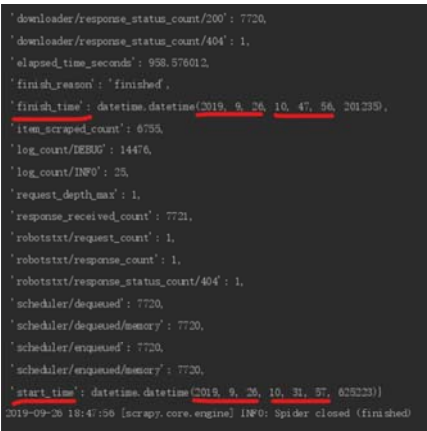 'downloader/response_status_count/200': 7720,
'downloader/response_status_count/404': 1,
'elapsed_time_seconds': 958.576012,
'finish_reason': 'finished',
'finish_time': datetime.datetime(2019, 9, 26, 10, 47, 56, 201235),
'item_scraped_count': 6755,
'log_count/DEBUG': 14476,
'log_count/INFO': 25,
'request_depth_max': 1,
'response_received_count': 7721,
'robotstxt/request_count': 1,
'robotstxt/response_count': 1,
'robotstxt/response_status_count/404': 1,
'scheduler/dequeued': 7720,
'scheduler/dequeued/memory': 7720,
'scheduler/enqueued': 7720,
'scheduler/enqueued/memory': 7720,
'start_time': datetime.datetime(2019, 9, 26, 10, 31, 57, 625223)}
2019-09-26 18:47:56 [scrapy.core.engine] INFO: Spider closed (finished)